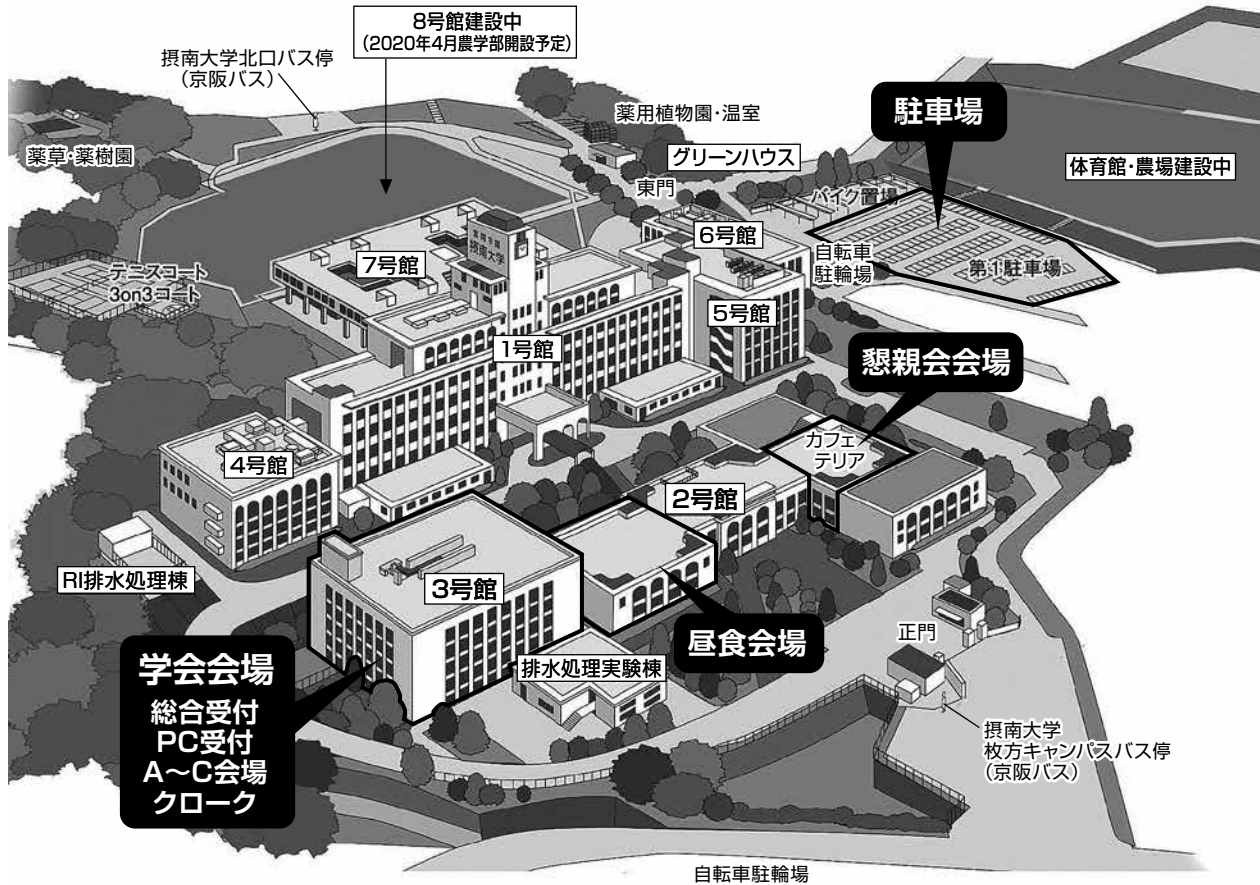 8号館建設中
(2020年4月農学部開設予定)
摂南大学北口バス停
(京阪バス)
薬用植物園・温室
駐車場
薬草・薬樹園
グリーンハウス
体育館・農場建設中
東門
バイク置場
6号館
摂南大学
7号館
自転車
駐輪場
第1駐車場
テニスコート
3on3コート
5号館
1号館
懇親会会場
カフェ
テリア
4号館
2号館
RI排水処理棟
3号館
昼食会場
正門
学会会場
総合受付
PC受付
A〜C会場
クローク
排水処理実験棟
摂南大学
枚方キャンパスバス停
(京阪バス)
自転車駐輪場